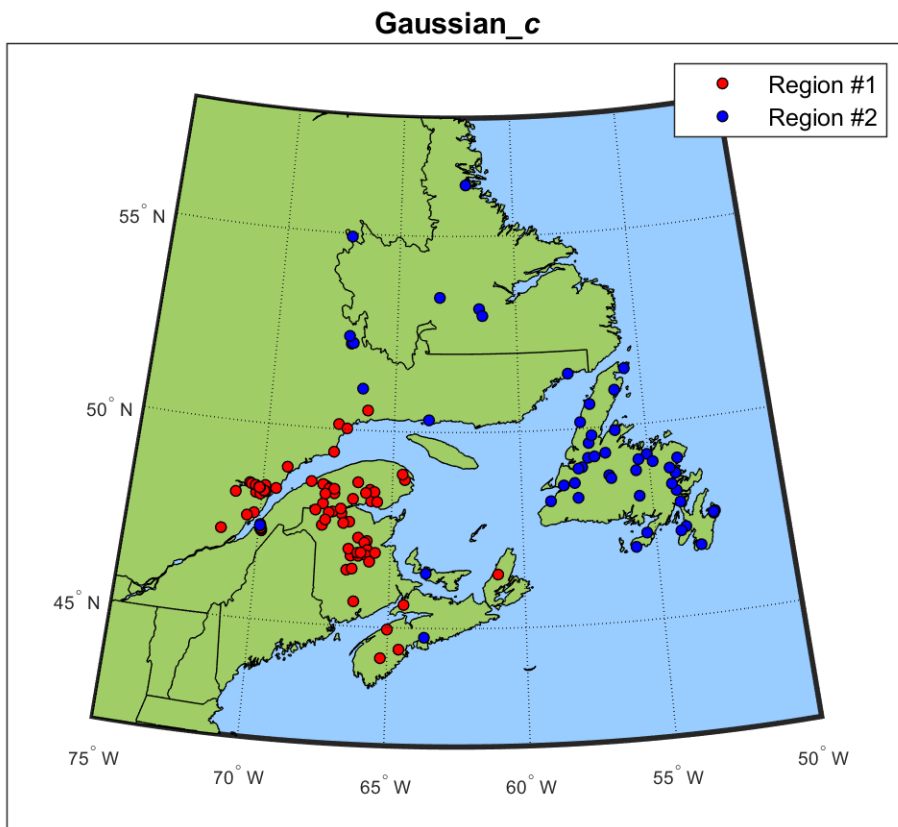 Gaussian_c
Region #1
Region #2
55° N
50° N
45° N
75° W
70° W
65° W
60° W
55° W
50° W